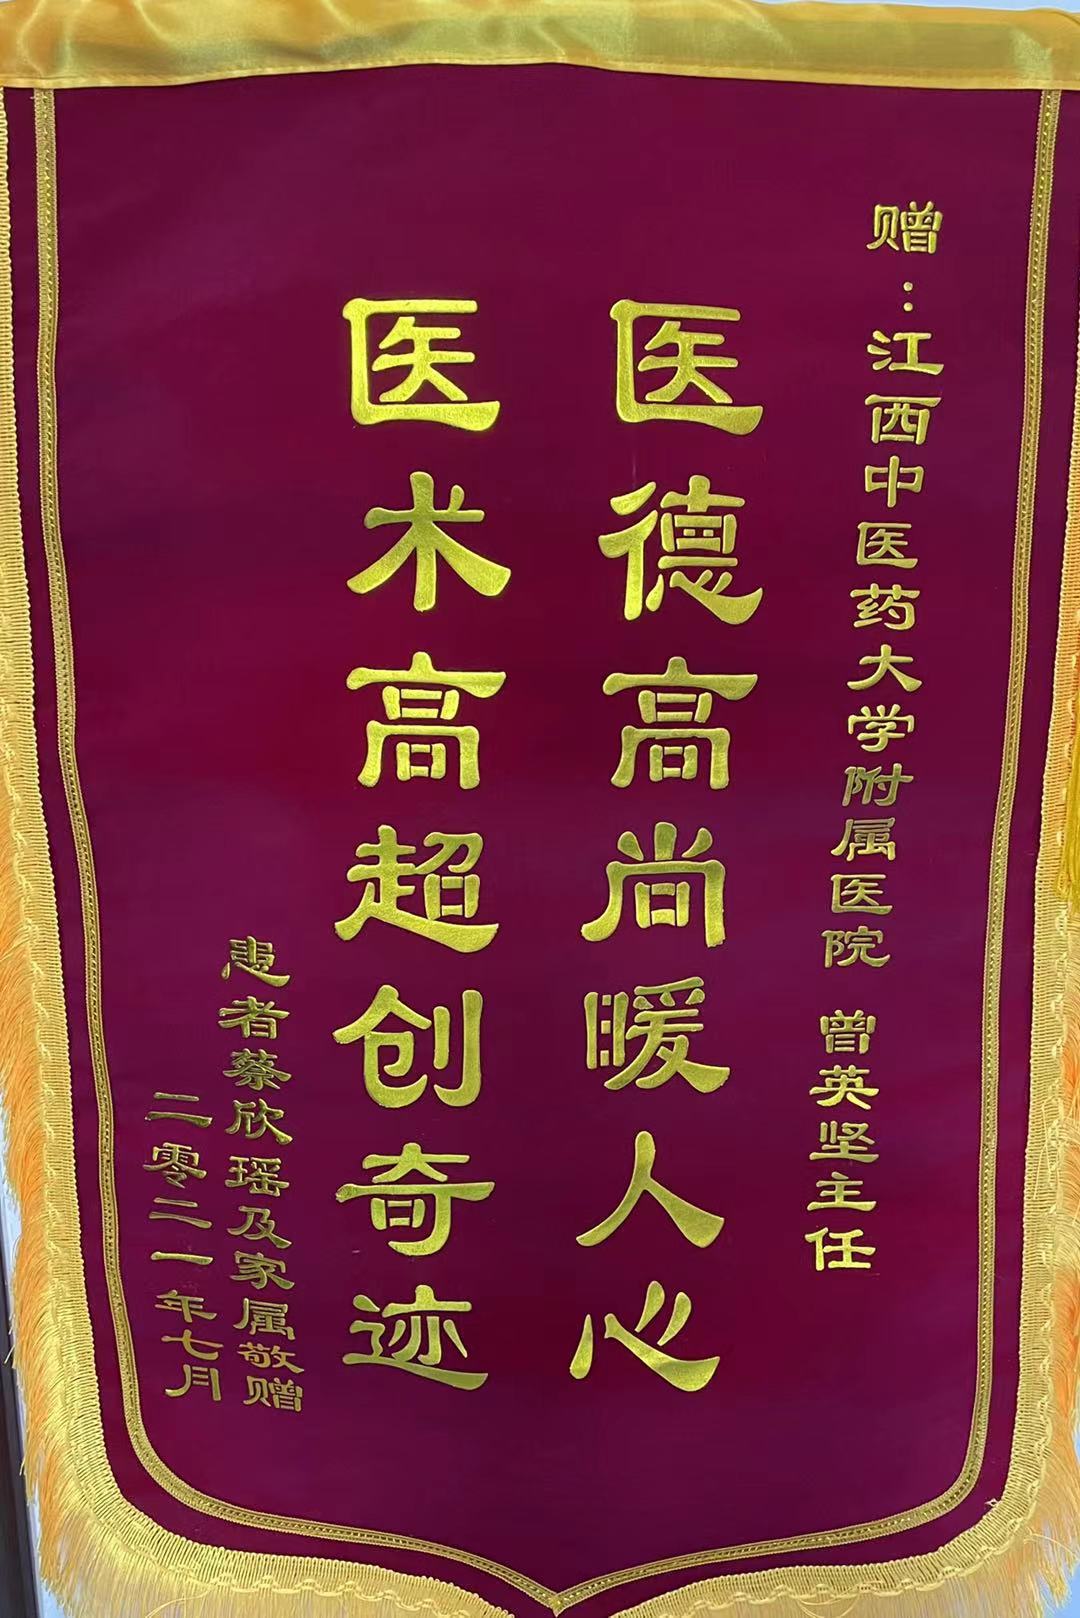 赠：江西中医药大学附属医院 曾英坚主任
医德高尚暖人心
医术高超创奇迹
患者蔡欣瑶及家属敬赠
二零二一年七月